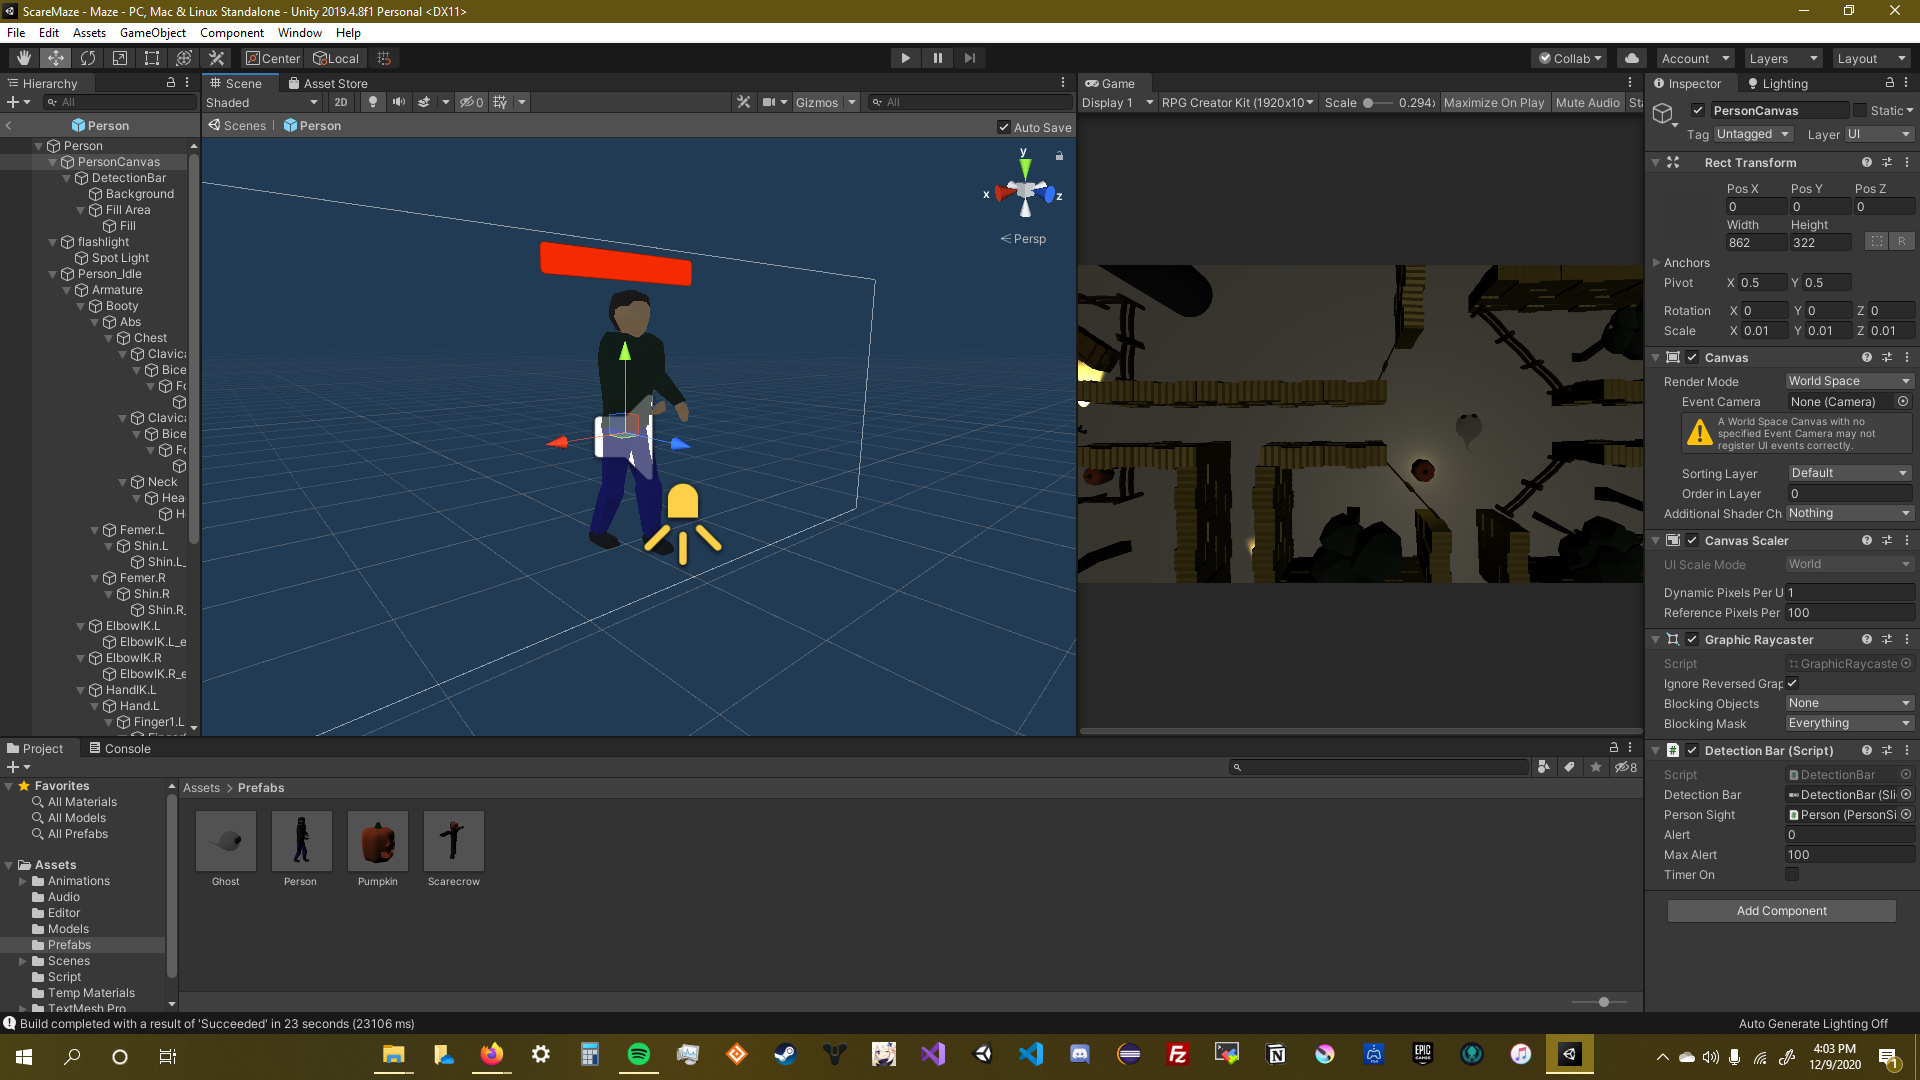 ScareMaze - Maze - PC, Mac & Linux Standalone - Unity 2019.4.8f1 Personal <DX11>
File Edit Assets GameObject Component Window Help
Center Local Collab Account Layers Layout
Hierarchy
All
Person
Person
PersonCanvas
DetectionBar
Background
Fill Area
Fill
flashlight
Spot Light
Person_Idle
Armature
Booty
Abs
Chest
Clavica
Bice
Fo
Clavica
Bice
Fo
Neck
Hea
H
Femer.L
Shin.L
Shin.L_
Femer.R
Shin.R
Shin.R_
ElbowIK.L
ElbowIK.L_e
ElbowIK.R
ElbowIK.R_e
HandIK.L
Hand.L
Finger1.L
Scene Asset Store
Shaded 2D 0 Gizmos All
Scenes Person Auto Save
y
x z
Persp
Game
Display 1 RPG Creator Kit (1920x10 Scale 0.294x Maximize On Play Mute Audio Sta
Inspector Lighting
PersonCanvas Static
Tag Untagged Layer UI
Rect Transform
Pos X Pos Y Pos Z
0 0 0
Width Height
862 322 R
Anchors
Pivot X 0.5 Y 0.5
Rotation X 0 Y 0 Z 0
Scale X 0.01 Y 0.01 Z 0.01
Canvas
Render Mode World Space
Event Camera None (Camera)
A World Space Canvas with no
specified Event Camera may not
register UI events correctly.
Sorting Layer Default
Order in Layer 0
Additional Shader Ch Nothing
Canvas Scaler
UI Scale Mode World
Dynamic Pixels Per U 1
Reference Pixels Per 100
Graphic Raycaster
Script GraphicRaycaste
Ignore Reversed Grap
Blocking Objects None
Blocking Mask Everything
Detection Bar (Script)
Script DetectionBar
Detection Bar DetectionBar (Sli
Person Sight Person (PersonSi
Alert 0
Max Alert 100
Timer On
Add Component
Project Console
8
Favorites
All Materials
All Models
All Prefabs
Assets
Animations
Audio
Editor
Models
Prefabs
Scenes
Script
Temp Materials
TextMesh Pro
Assets > Prefabs
Ghost Person Pumpkin Scarecrow
Build completed with a result of 'Succeeded' in 23 seconds (23106 ms)
Auto Generate Lighting Off
EPIC GAMES
4:03 PM
12/9/2020
1